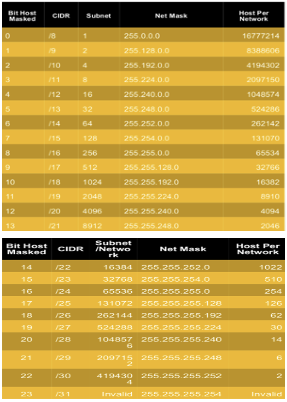 Bit Host Masked CIDR Subnet Net Mask Host Per Network
0 /8 1 255.0.0.0 16777214
1 /9 2 255.128.0.0 8388606
2 /10 4 255.192.0.0 4194302
3 /11 8 255.224.0.0 2097150
4 /12 16 255.240.0.0 1048574
5 /13 32 255.248.0.0 524286
6 /14 64 255.252.0.0 262142
7 /15 128 255.254.0.0 131070
8 /16 256 255.255.0.0 65534
9 /17 512 255.255.128.0 32766
10 /18 1024 255.255.192.0 16382
11 /19 2048 255.255.224.0 8910
12 /20 4096 255.255.240.0 4094
13 /21 8912 255.255.248.0 2046
Bit Host Masked CIDR Subnet /Netwo rk Net Mask Host Per Network
14 /22 16384 255.255.252.0 1022
15 /23 32768 255.255.254.0 510
16 /24 65536 255.255.255.0 254
17 /25 131072 255.255.255.128 126
18 /26 262144 255.255.255.192 62
19 /27 524288 255.255.255.224 30
20 /28 104857 6 255.255.255.240 14
21 /29 209715 2 255.255.255.248 6
22 /30 419430 4 255.255.255.252 2
23 /31 Invalid 255.255.255.254 Invalid